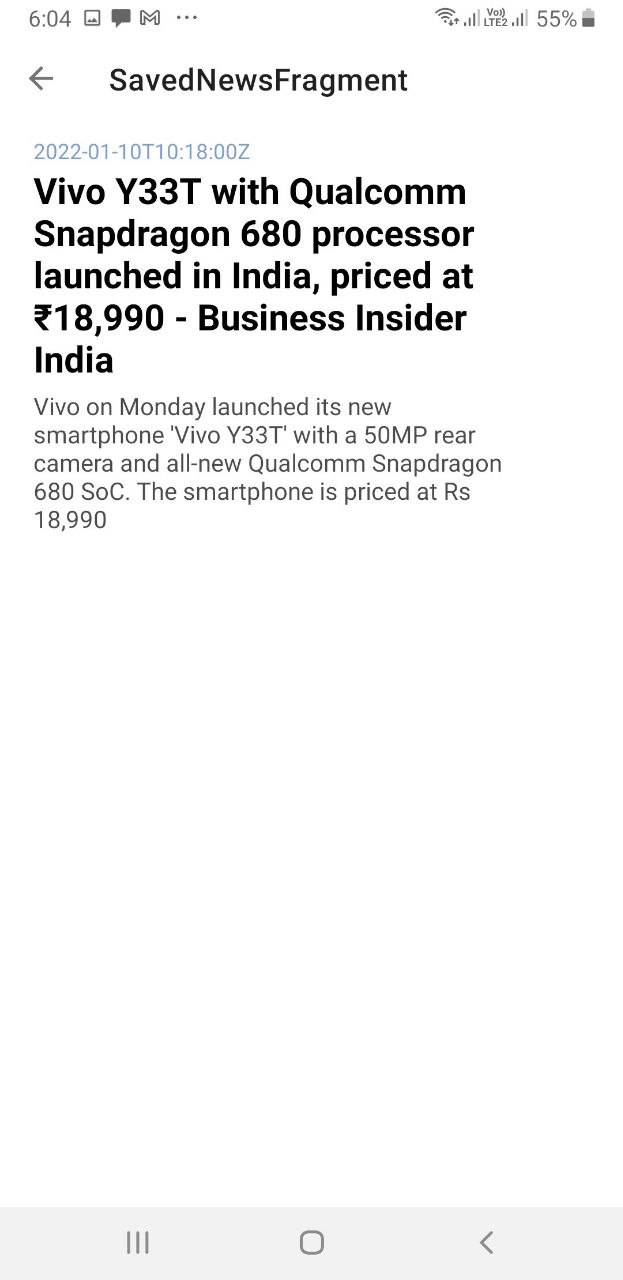 6:04
Vo))
LTE2
55%
SavedNewsFragment
2022-01-10T10:18:00Z
Vivo Y33T with Qualcomm
Snapdragon 680 processor
launched in India, priced at
₹18,990 - Business Insider
India
Vivo on Monday launched its new
smartphone 'Vivo Y33T' with a 50MP rear
camera and all-new Qualcomm Snapdragon
680 SoC. The smartphone is priced at Rs
18,990